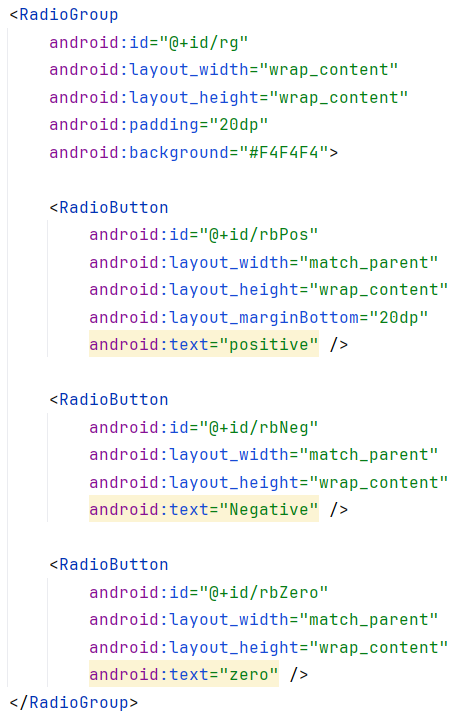 <RadioGroup
    android:id="@+id/rg"
    android:layout_width="wrap_content"
    android:layout_height="wrap_content"
    android:padding="20dp"
    android:background="#F4F4F4">

    <RadioButton
        android:id="@+id/rbPos"
        android:layout_width="match_parent"
        android:layout_height="wrap_content"
        android:layout_marginBottom="20dp"
        android:text="positive" />

    <RadioButton
        android:id="@+id/rbNeg"
        android:layout_width="match_parent"
        android:layout_height="wrap_content"
        android:text="Negative" />

    <RadioButton
        android:id="@+id/rbZero"
        android:layout_width="match_parent"
        android:layout_height="wrap_content"
        android:text="zero" />
</RadioGroup>